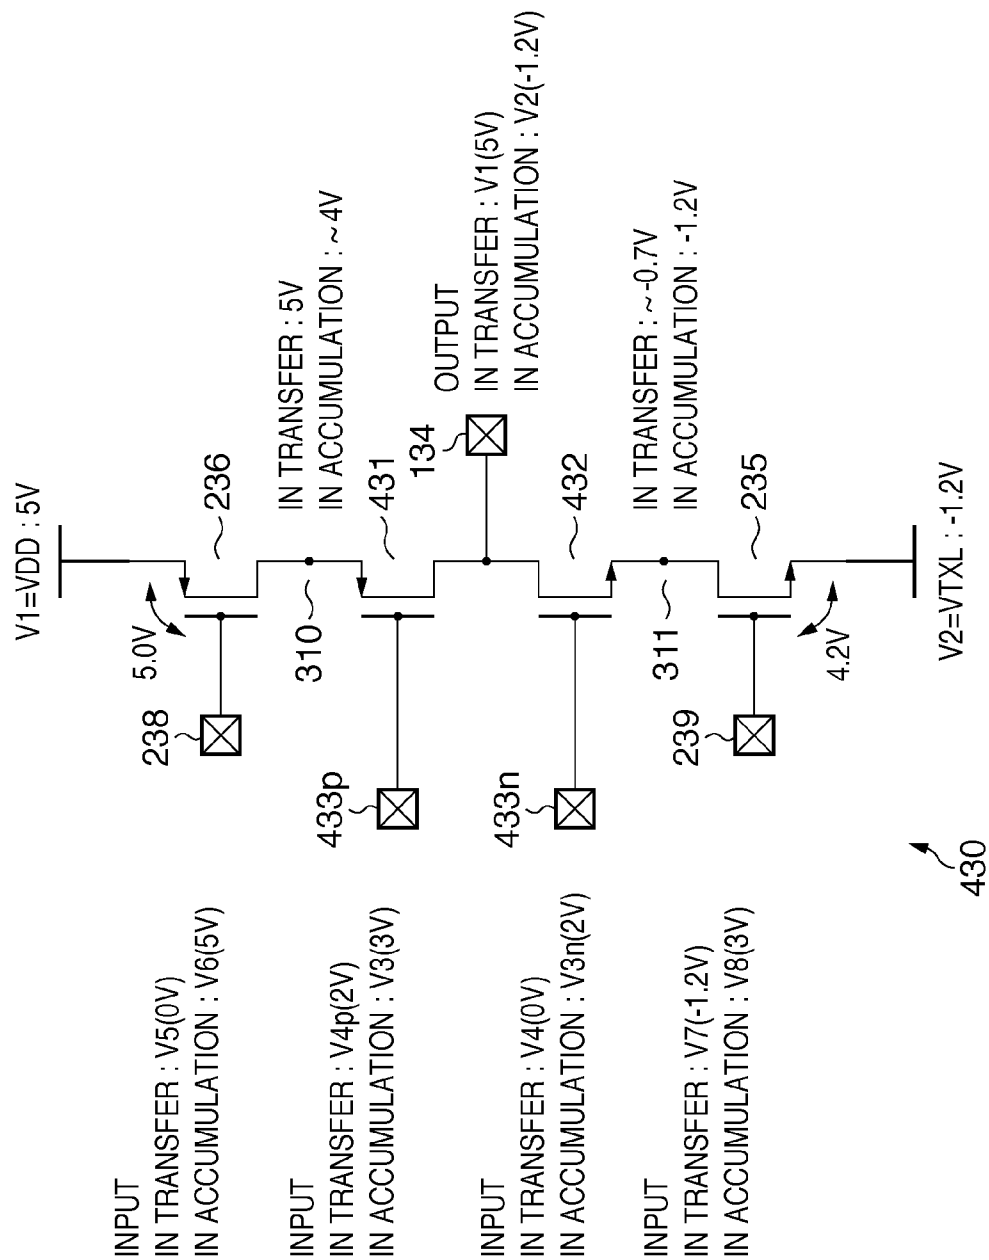 V1=VDD : 5V
5.0V
236
238
INPUT
IN TRANSFER : V5(0V)
IN ACCUMULATION : V6(5V)
310
IN TRANSFER : 5V
IN ACCUMULATION : ~4V
431
433p
INPUT
IN TRANSFER : V4p(2V)
IN ACCUMULATION : V3(3V)
134
OUTPUT
IN TRANSFER : V1(5V)
IN ACCUMULATION : V2(-1.2V)
432
433n
INPUT
IN TRANSFER : V4(0V)
IN ACCUMULATION : V3n(2V)
311
IN TRANSFER : ~-0.7V
IN ACCUMULATION : -1.2V
235
239
INPUT
IN TRANSFER : V7(-1.2V)
IN ACCUMULATION : V8(3V)
4.2V
V2=VTXL : -1.2V
430